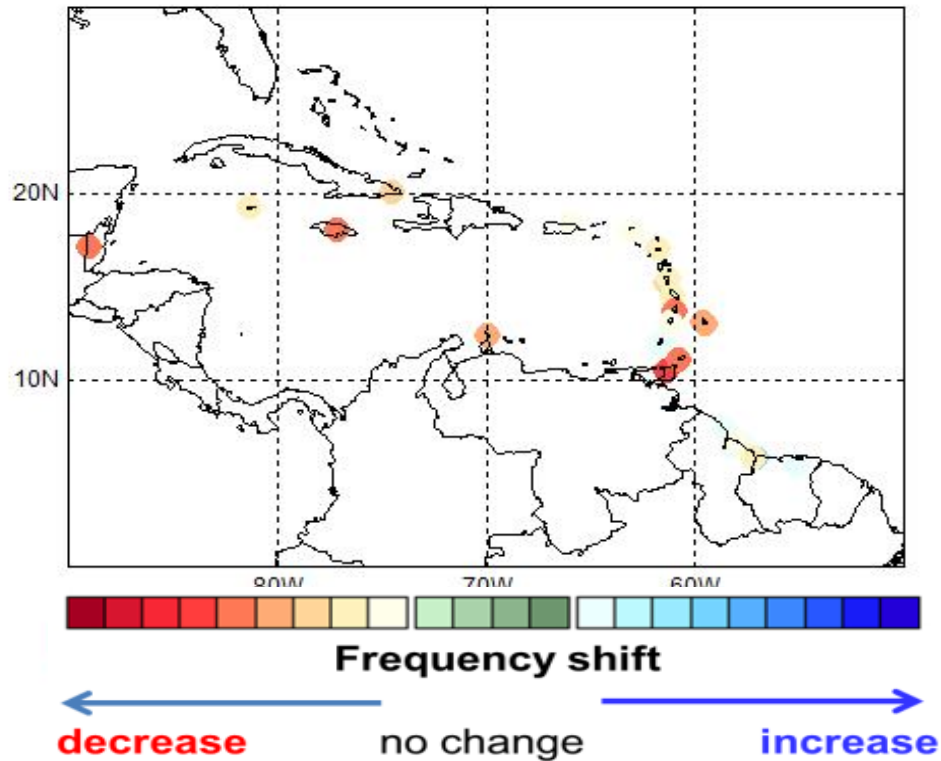 20N
10N
80W 70W 60W
Frequency shift
decrease no change increase